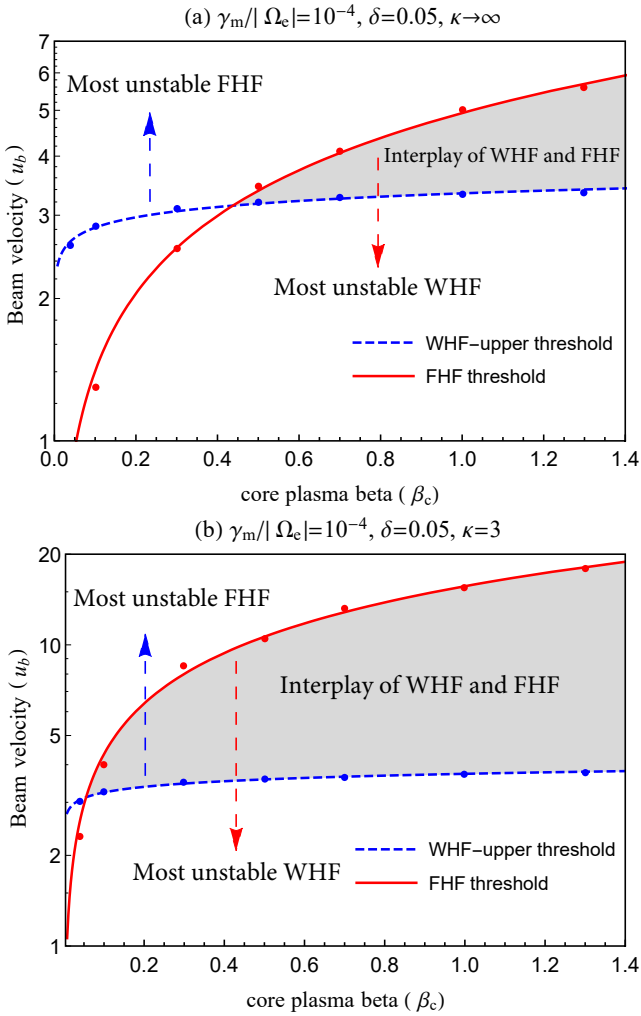 (a) γm/| Ωe|=10−4, δ=0.05, κ→∞
7
6
5
4
3
2
1
Beam velocity ( ub)
Most unstable FHF
Interplay of WHF and FHF
Most unstable WHF
WHF−upper threshold
FHF threshold
0.0 0.2 0.4 0.6 0.8 1.0 1.2 1.4
core plasma beta ( βc)
(b) γm/| Ωe|=10−4, δ=0.05, κ=3
20
10
5
2
1
Beam velocity ( ub)
Most unstable FHF
Interplay of WHF and FHF
Most unstable WHF
WHF−upper threshold
FHF threshold
0.2 0.4 0.6 0.8 1.0 1.2 1.4
core plasma beta ( βc)